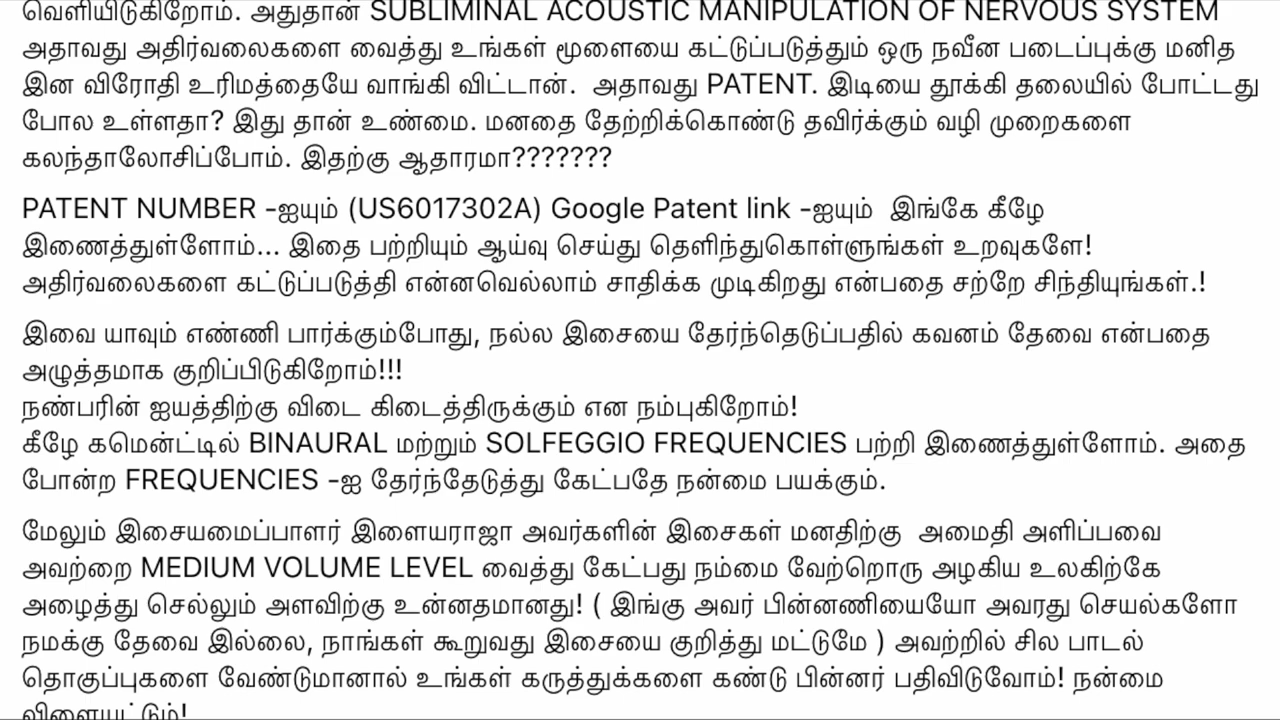 வெளியிடுகிறோம். அதுதான் SUBLIMINAL ACOUSTIC MANIPULATION OF NERVOUS SYSTEM
அதாவது அதிர்வலைகளை வைத்து உங்கள் மூளையை கட்டுப்படுத்தும் ஒரு நவீன படைப்புக்கு மனித
இன விரோதி உரிமத்தையே வாங்கி விட்டான். அதாவது PATENT. இடியை தூக்கி தலையில் போட்டது
போல உள்ளதா? இது தான் உண்மை. மனதை தேற்றிக்கொண்டு தவிர்க்கும் வழி முறைகளை
கலந்தாலோசிப்போம். இதற்கு ஆதாரமா???????
PATENT NUMBER -ஐயும் (US6017302A) Google Patent link -ஐயும் இங்கே கீழே
இணைத்துள்ளோம்... இதை பற்றியும் ஆய்வு செய்து தெளிந்துகொள்ளுங்கள் உறவுகளே!
அதிர்வலைகளை கட்டுப்படுத்தி என்னவெல்லாம் சாதிக்க முடிகிறது என்பதை சற்றே சிந்தியுங்கள்.!
இவை யாவும் எண்ணி பார்க்கும்போது, நல்ல இசையை தேர்ந்தெடுப்பதில் கவனம் தேவை என்பதை
அழுத்தமாக குறிப்பிடுகிறோம்!!!
நண்பரின் ஐயத்திற்கு விடை கிடைத்திருக்கும் என நம்புகிறோம்!
கீழே கமென்ட்டில் BINAURAL மற்றும் SOLFEGGIO FREQUENCIES பற்றி இணைத்துள்ளோம். அதை
போன்ற FREQUENCIES -ஐ தேர்ந்தேடுத்து கேட்பதே நன்மை பயக்கும்.
மேலும் இசையமைப்பாளர் இளையராஜா அவர்களின் இசைகள் மனதிற்கு அமைதி அளிப்பவை
அவற்றை MEDIUM VOLUME LEVEL வைத்து கேட்பது நம்மை வேற்றொரு அழகிய உலகிற்கே
அழைத்து செல்லும் அளவிற்கு உன்னதமானது! ( இங்கு அவர் பின்னணியையோ அவரது செயல்களோ
நமக்கு தேவை இல்லை, நாங்கள் கூறுவது இசையை குறித்து மட்டுமே ) அவற்றில் சில பாடல்
தொகுப்புகளை வேண்டுமானால் உங்கள் கருத்துக்களை கண்டு பின்னர் பதிவிடுவோம்! நன்மை
விளையட்டும்!